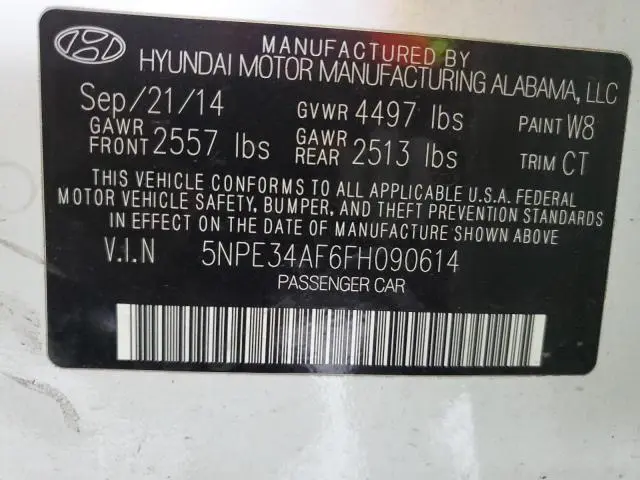 MANUFACTURED BY
HYUNDAI MOTOR MANUFACTURING ALABAMA, LLC
Sep/21/14 GVWR 4497 lbs PAINT W8
GAWR FRONT 2557 lbs GAWR REAR 2513 lbs TRIM CT
THIS VEHICLE CONFORMS TO ALL APPLICABLE U.S.A. FEDERAL
MOTOR VEHICLE SAFETY, BUMPER, AND THEFT PREVENTION STANDARDS
IN EFFECT ON THE DATE OF MANUFACTURE SHOWN ABOVE.
V.I.N 5NPE34AF6FH090614
PASSENGER CAR